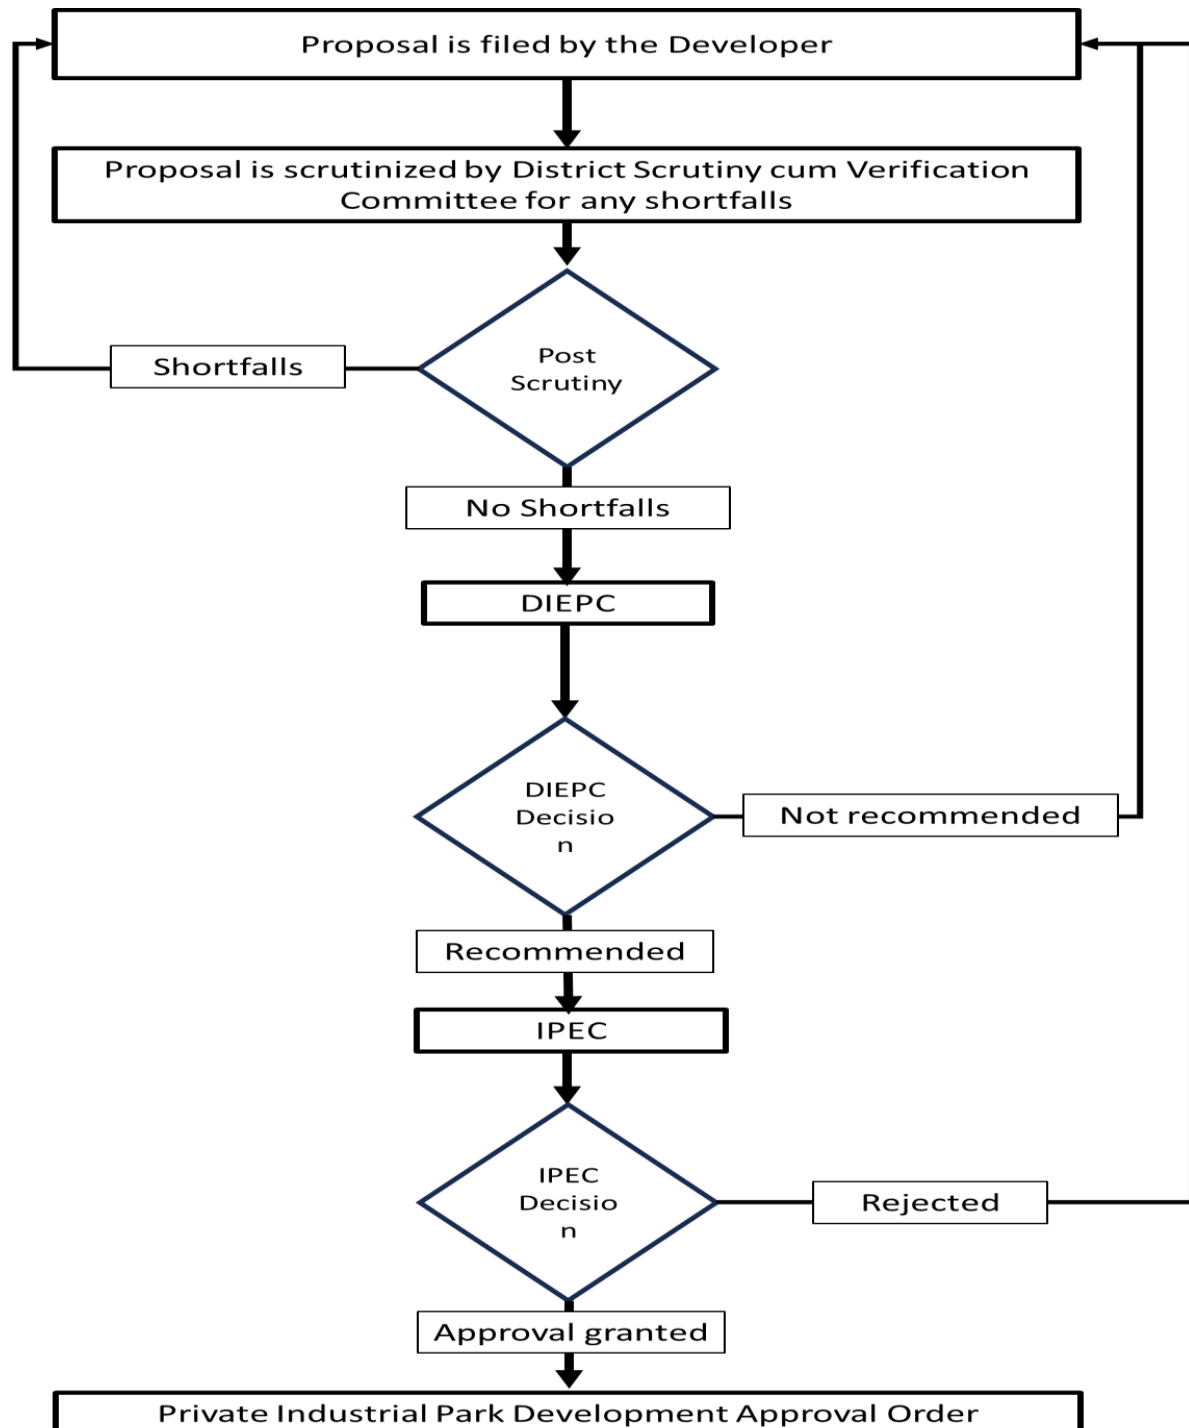 Proposal is filed by the Developer
Proposal is scrutinized by District Scrutiny cum Verification
Committee for any shortfalls
Post
Scrutiny
Shortfalls
No Shortfalls
DIEPC
DIEPC
Decisio
n
Not recommended
Recommended
IPEC
IPEC
Decisio
n
Rejected
Approval granted
Private Industrial Park Development Approval Order